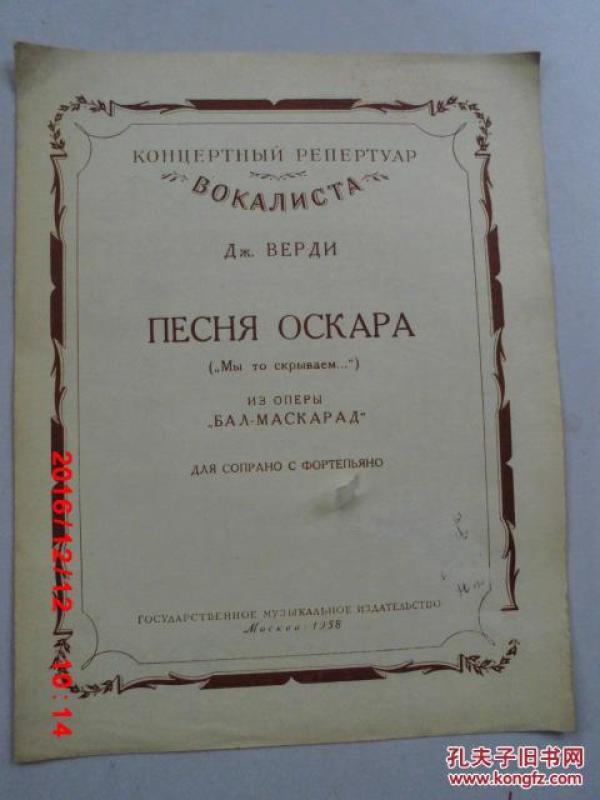 КОНЦЕРТНЫЙ РЕПЕРТУАР
ВОКАЛИСТА
Дж. ВЕРДИ
ПЕСНЯ ОСКАРА
(„Мы то скрываем...“)
ИЗ ОПЕРЫ
„БАЛ-МАСКАРАД“
ДЛЯ СОПРАНО С ФОРТЕПЬЯНО
ГОСУДАРСТВЕННОЕ МУЗЫКАЛЬНОЕ ИЗДАТЕЛЬСТВО
Москва · 1958
2016/12/12 10:14
孔夫子旧书网
www.kongfz.com